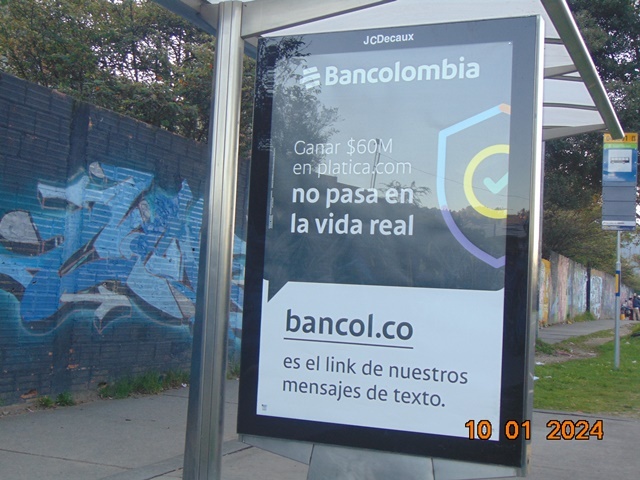 JCDecaux
Bancolombia
Ganar $60M
en platica.com
no pasa en
la vida real
bancol.co
es el link de nuestros
mensajes de texto.
10 01 2024